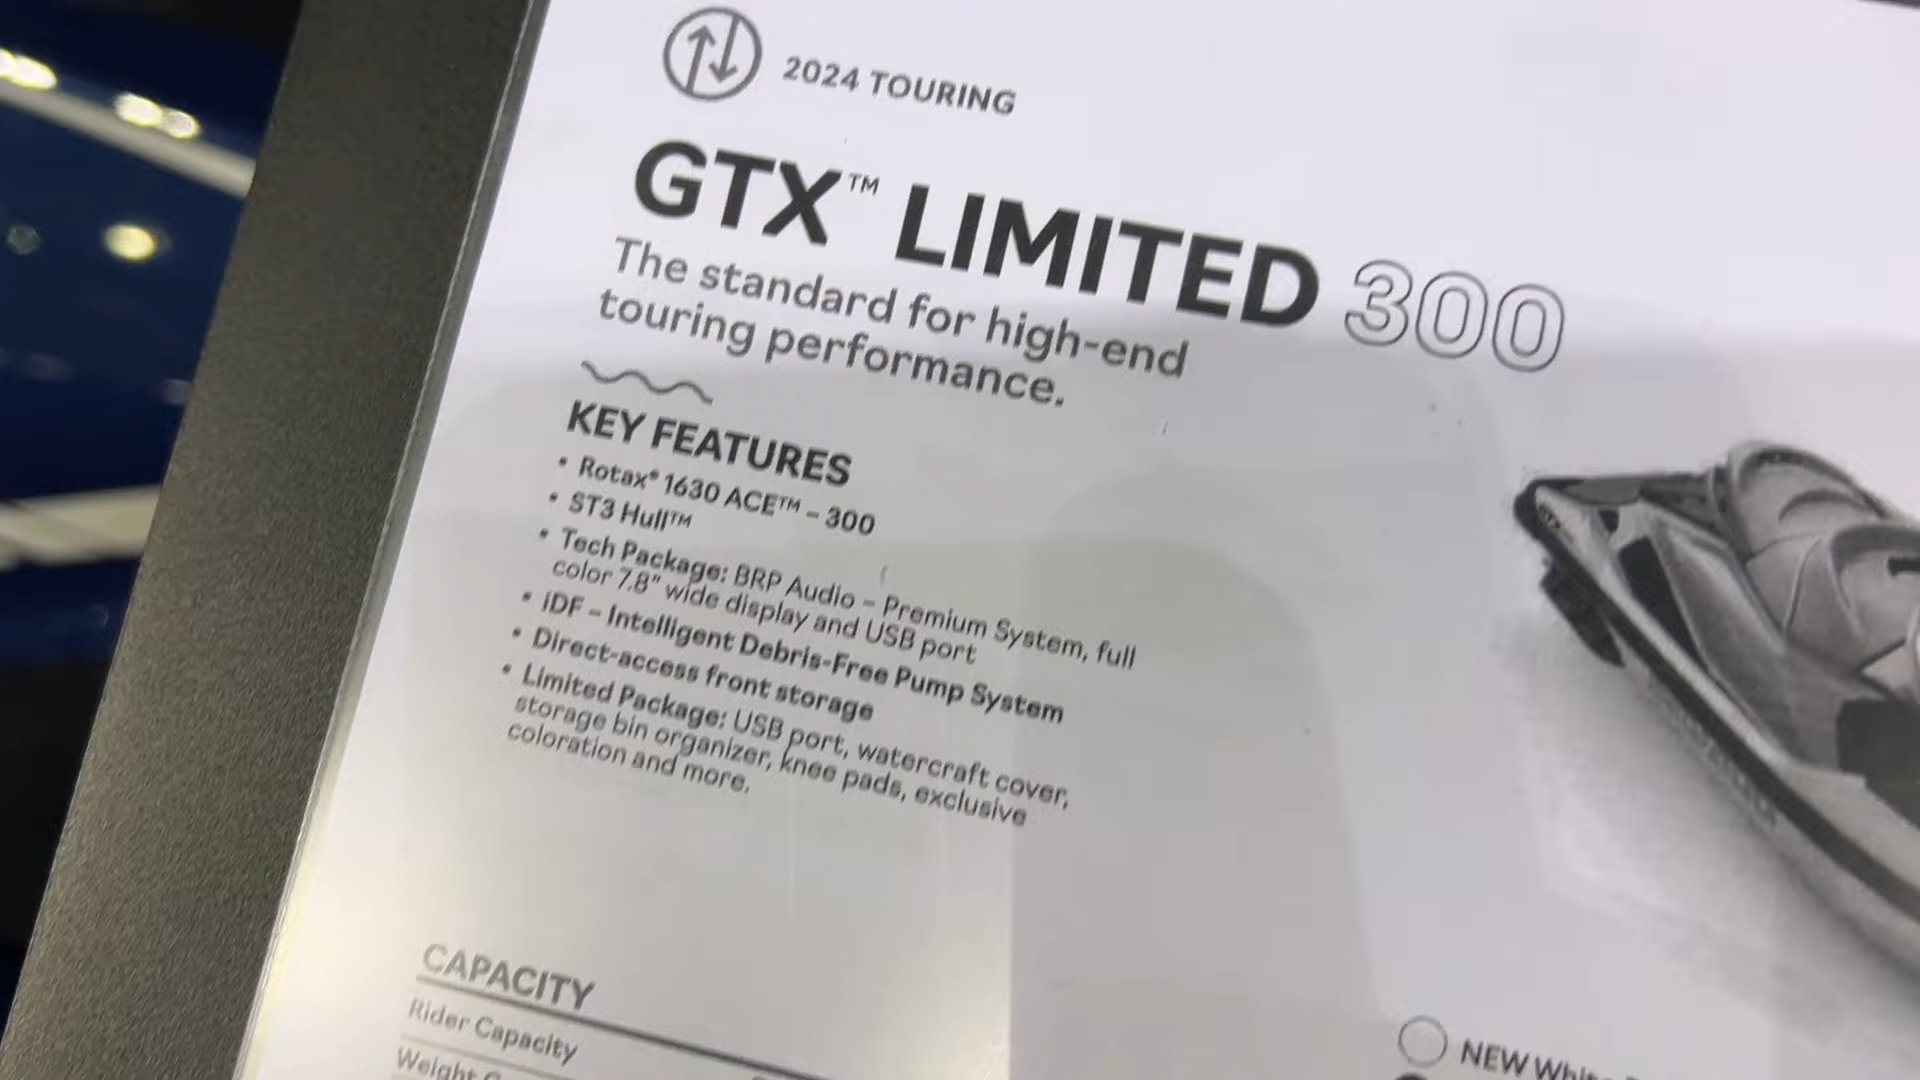 2024 TOURING
GTX™ LIMITED 300
The standard for high-end
touring performance.
KEY FEATURES
• Rotax® 1630 ACE™ – 300
• ST3 Hull™
• Tech Package: BRP Audio – Premium System, full
color 7.8" wide display and USB port
• iDF – Intelligent Debris-Free Pump System
• Direct-access front storage
• Limited Package: USB port, watercraft cover,
storage bin organizer, knee pads, exclusive
coloration and more.
CAPACITY
Rider Capacity
Weight
NEW White